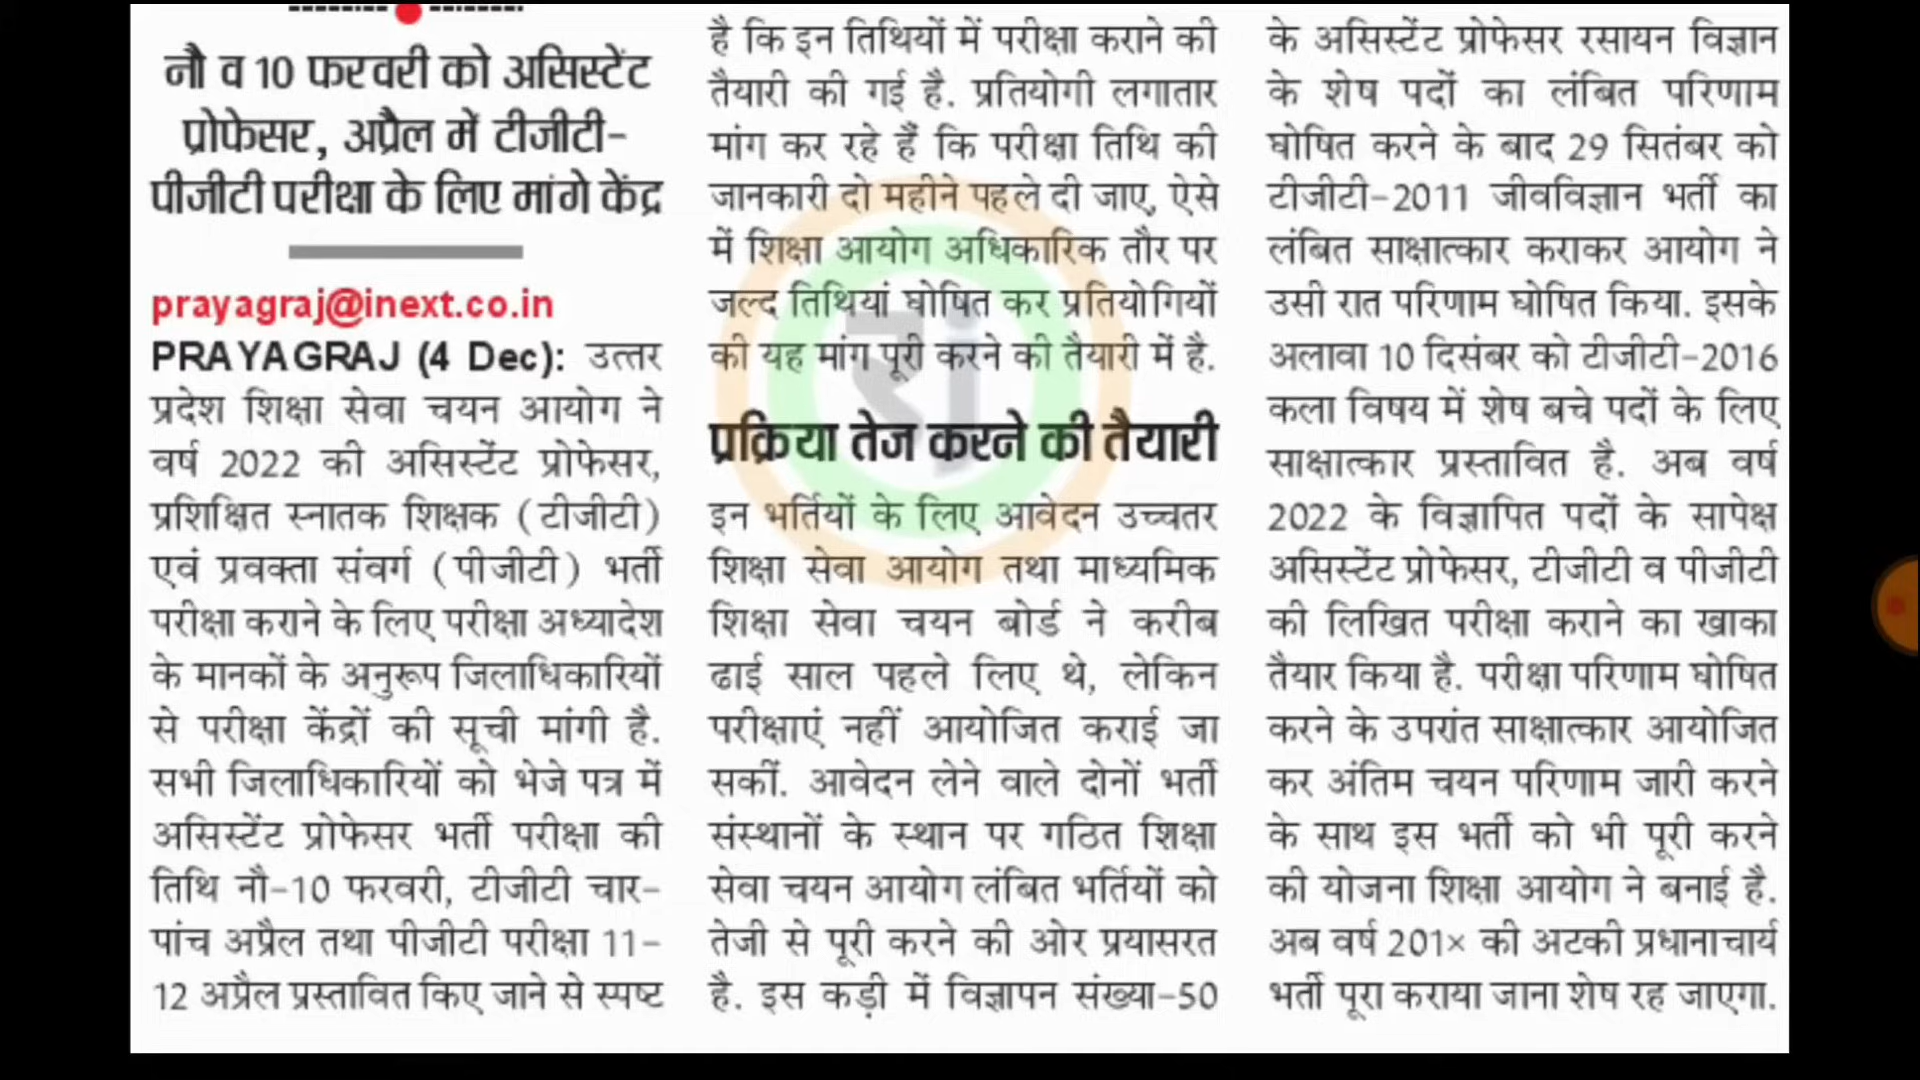 नौ व 10 फरवरी को असिस्टेंट
प्रोफेसर, अप्रैल में टीजीटी-
पीजीटी परीक्षा के लिए मांगे केंद्र
prayagraj@inext.co.in
PRAYAGRAJ (4 Dec): उत्तर
प्रदेश शिक्षा सेवा चयन आयोग ने
वर्ष 2022 की असिस्टेंट प्रोफेसर,
प्रशिक्षित स्नातक शिक्षक (टीजीटी)
एवं प्रवक्ता संवर्ग (पीजीटी) भर्ती
परीक्षा कराने के लिए परीक्षा अध्यादेश
के मानकों के अनुरूप जिलाधिकारियों
से परीक्षा केंद्रों की सूची मांगी है.
सभी जिलाधिकारियों को भेजे पत्र में
असिस्टेंट प्रोफेसर भर्ती परीक्षा की
तिथि नौ-10 फरवरी, टीजीटी चार-
पांच अप्रैल तथा पीजीटी परीक्षा 11-
12 अप्रैल प्रस्तावित किए जाने से स्पष्ट
है कि इन तिथियों में परीक्षा कराने की
तैयारी की गई है. प्रतियोगी लगातार
मांग कर रहे हैं कि परीक्षा तिथि की
जानकारी दो महीने पहले दी जाए, ऐसे
में शिक्षा आयोग अधिकारिक तौर पर
जल्द तिथियां घोषित कर प्रतियोगियों
की यह मांग पूरी करने की तैयारी में है.
प्रक्रिया तेज करने की तैयारी
इन भर्तियों के लिए आवेदन उच्चतर
शिक्षा सेवा आयोग तथा माध्यमिक
शिक्षा सेवा चयन बोर्ड ने करीब
ढाई साल पहले लिए थे, लेकिन
परीक्षाएं नहीं आयोजित कराई जा
सकीं. आवेदन लेने वाले दोनों भर्ती
संस्थानों के स्थान पर गठित शिक्षा
सेवा चयन आयोग लंबित भर्तियों को
तेजी से पूरी करने की ओर प्रयासरत
है. इस कड़ी में विज्ञापन संख्या-50
के असिस्टेंट प्रोफेसर रसायन विज्ञान
के शेष पदों का लंबित परिणाम
घोषित करने के बाद 29 सितंबर को
टीजीटी-2011 जीवविज्ञान भर्ती का
लंबित साक्षात्कार कराकर आयोग ने
उसी रात परिणाम घोषित किया. इसके
अलावा 10 दिसंबर को टीजीटी-2016
कला विषय में शेष बचे पदों के लिए
साक्षात्कार प्रस्तावित है. अब वर्ष
2022 के विज्ञापित पदों के सापेक्ष
असिस्टेंट प्रोफेसर, टीजीटी व पीजीटी
की लिखित परीक्षा कराने का खाका
तैयार किया है. परीक्षा परिणाम घोषित
करने के उपरांत साक्षात्कार आयोजित
कर अंतिम चयन परिणाम जारी करने
के साथ इस भर्ती को भी पूरी करने
की योजना शिक्षा आयोग ने बनाई है.
अब वर्ष 201× की अटकी प्रधानाचार्य
भर्ती पूरा कराया जाना शेष रह जाएगा.